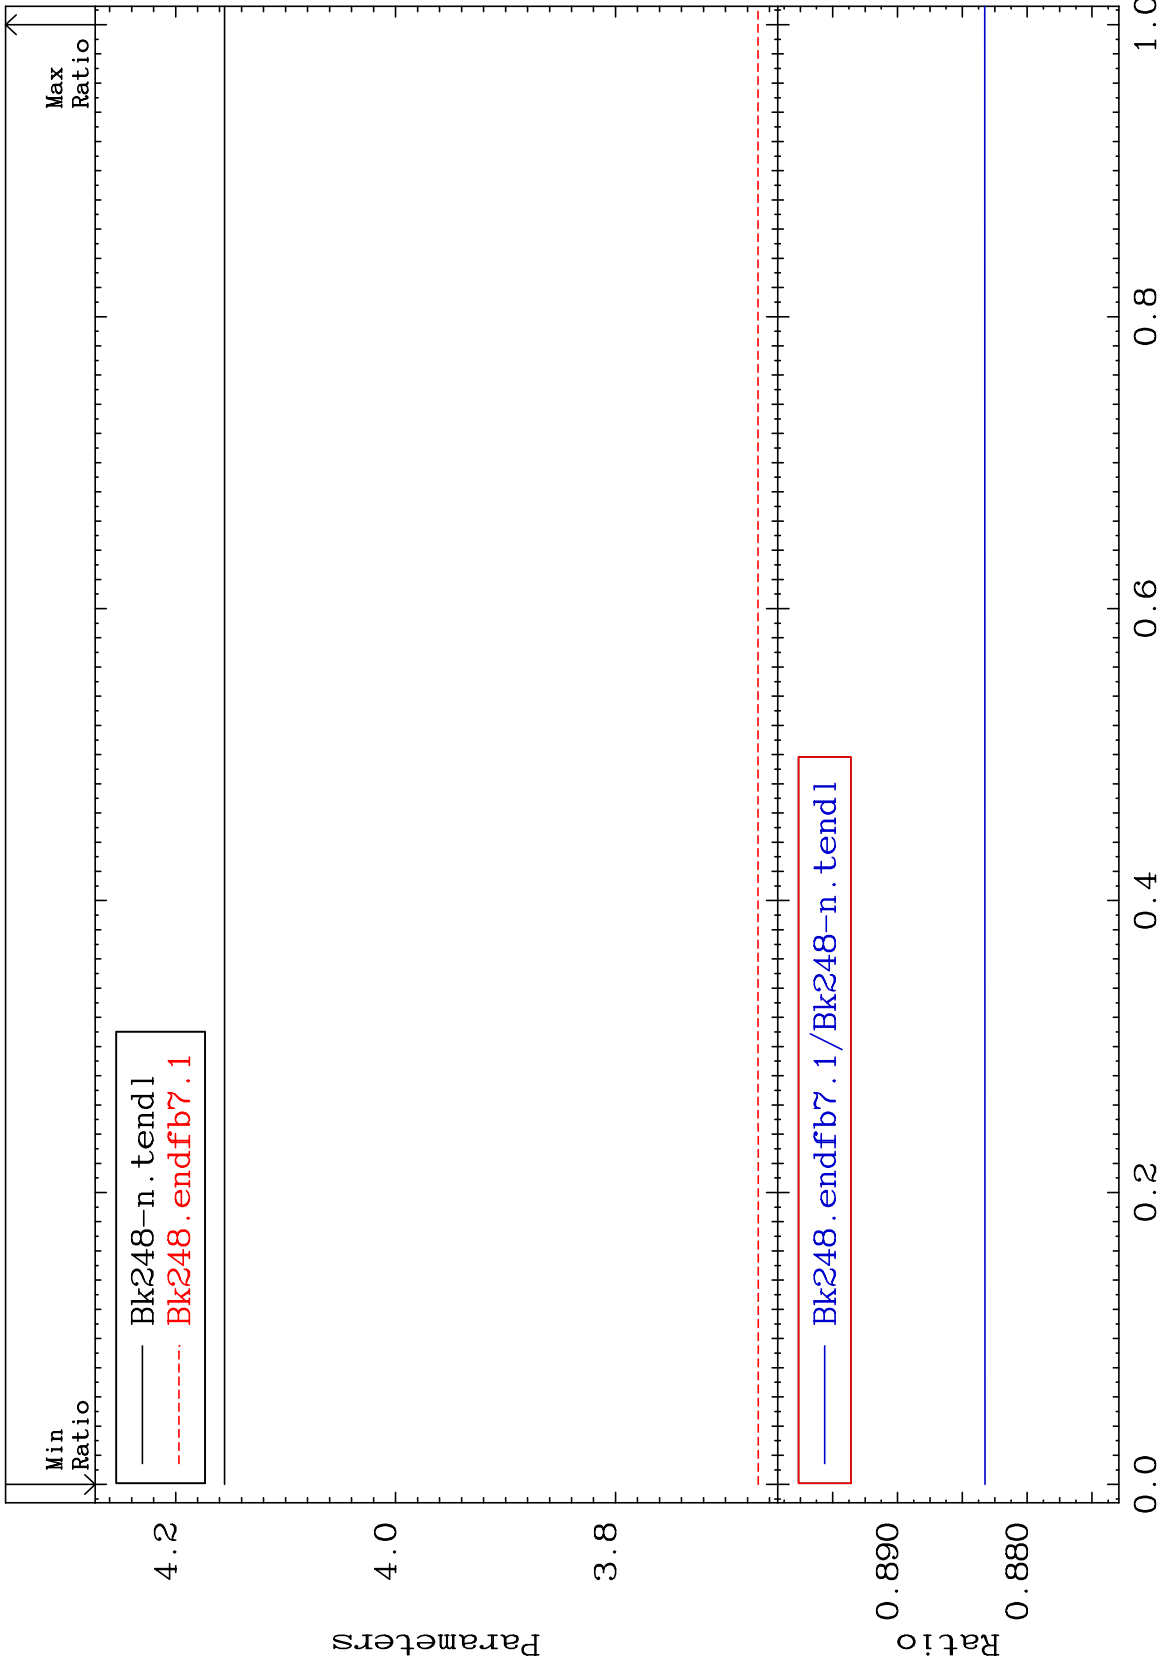 Min
Ratio
Max
Ratio
Bk248-n.tendl
Bk248.endfb7.1
4.2
4.0
3.8
Parameters
Bk248.endfb7.1/Bk248-n.tendl
0.890
0.880
Ratio
0.0
0.2
0.4
0.6
0.8
1.0